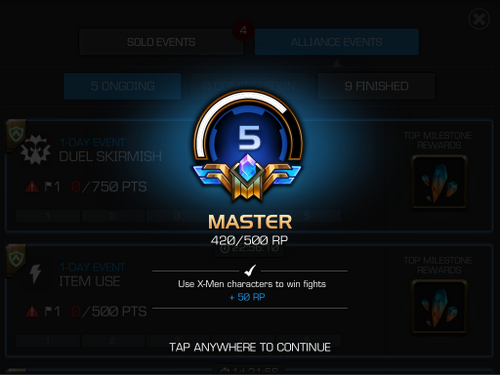 4
SOLO EVENTS
ALLIANCE EVENTS
5 ONGOING
9 FINISHED
1-DAY EVENT
DUEL SKIRMISH
1 0/750 PTS
TOP MILESTONE
REWARDS
5
MASTER
420/500 RP
1-DAY EVENT
ITEM USE
1 0/500 PTS
TOP MILESTONE
REWARDS
Use X-Men characters to win fights
+ 50 RP
TAP ANYWHERE TO CONTINUE